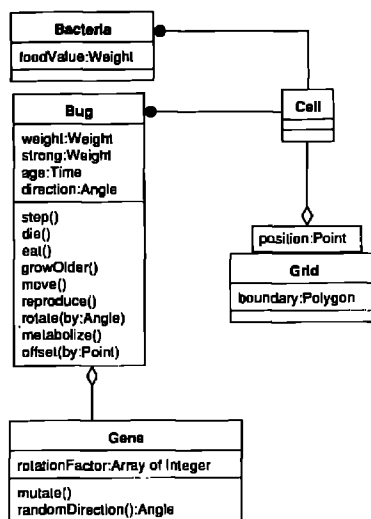 Bacteria
foodValue:Weight
Bug
weight:Weight
strong:Weight
age:Time
direction:Angle
step()
die()
eat()
growOlder()
move()
reproduce()
rotate(by:Angle)
metabolize()
offset(by:Point)
Cell
position:Point
Grid
boundary:Polygon
Gene
rotationFactor:Array of Integer
mutate()
randomDirection():Angle